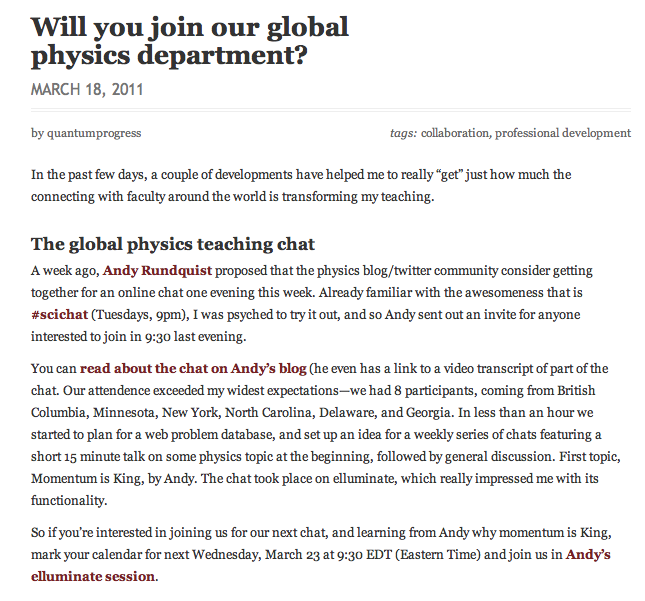 Will you join our global
physics department?
MARCH 18, 2011
by quantumprogress
tags: collaboration, professional development
In the past few days, a couple of developments have helped me to really “get” just how much the
connecting with faculty around the world is transforming my teaching.
The global physics teaching chat
A week ago, Andy Rundquist proposed that the physics blog/twitter community consider getting
together for an online chat one evening this week. Already familiar with the awesomeness that is
#scichat (Tuesdays, 9pm), I was psyched to try it out, and so Andy sent out an invite for anyone
interested to join in 9:30 last evening.
You can read about the chat on Andy’s blog (he even has a link to a video transcript of part of the
chat. Our attendence exceeded my widest expectations—we had 8 participants, coming from British
Columbia, Minnesota, New York, North Carolina, Delaware, and Georgia. In less than an hour we
started to plan for a web problem database, and set up an idea for a weekly series of chats featuring a
short 15 minute talk on some physics topic at the beginning, followed by general discussion. First topic,
Momentum is King, by Andy. The chat took place on elluminate, which really impressed me with its
functionality.
So if you’re interested in joining us for our next chat, and learning from Andy why momentum is King,
mark your calendar for next Wednesday, March 23 at 9:30 EDT (Eastern Time) and join us in Andy’s
elluminate session.